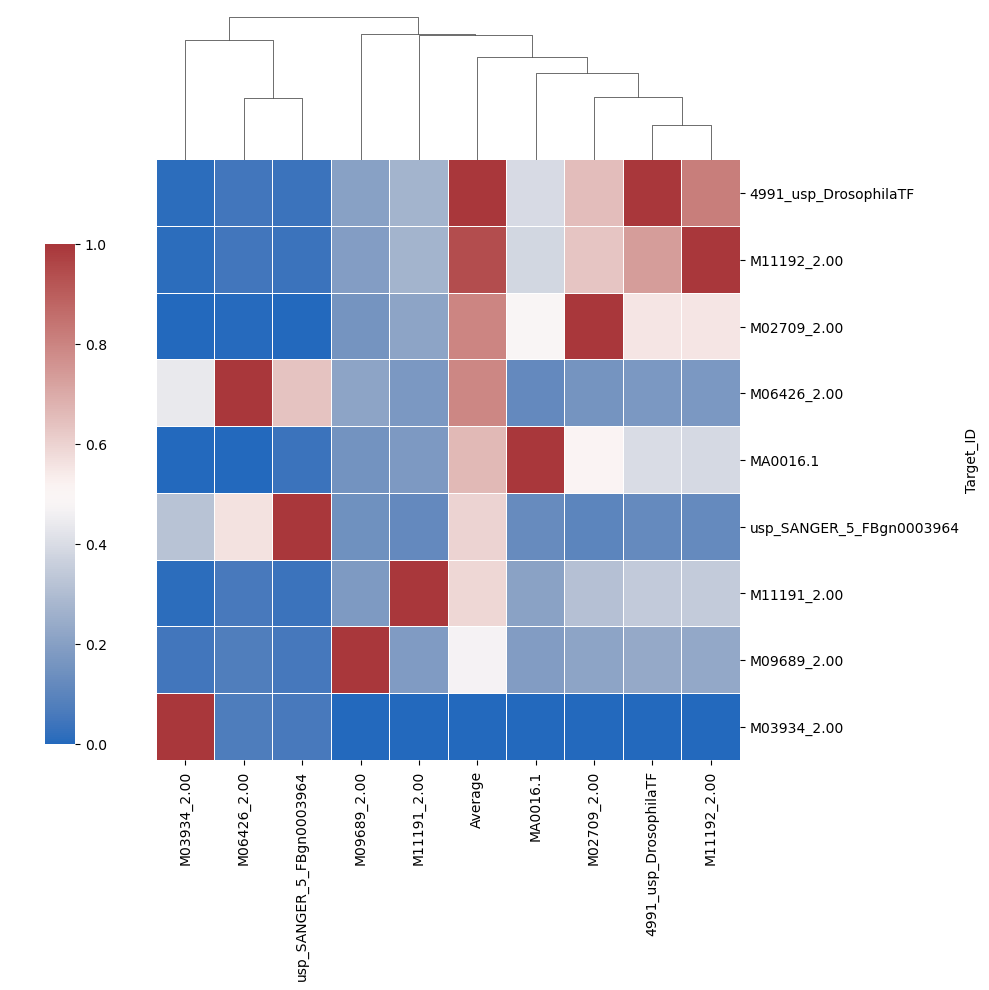 4991_usp_DrosophilaTF
M11192_2.00
M02709_2.00
M06426_2.00
MA0016.1
usp_SANGER_5_FBgn0003964
M11191_2.00
M09689_2.00
M03934_2.00
Target_ID
1.0
0.8
0.6
0.4
0.2
0.0
M03934_2.00
M06426_2.00
usp_SANGER_5_FBgn0003964
M09689_2.00
M11191_2.00
Average
MA0016.1
M02709_2.00
4991_usp_DrosophilaTF
M11192_2.00